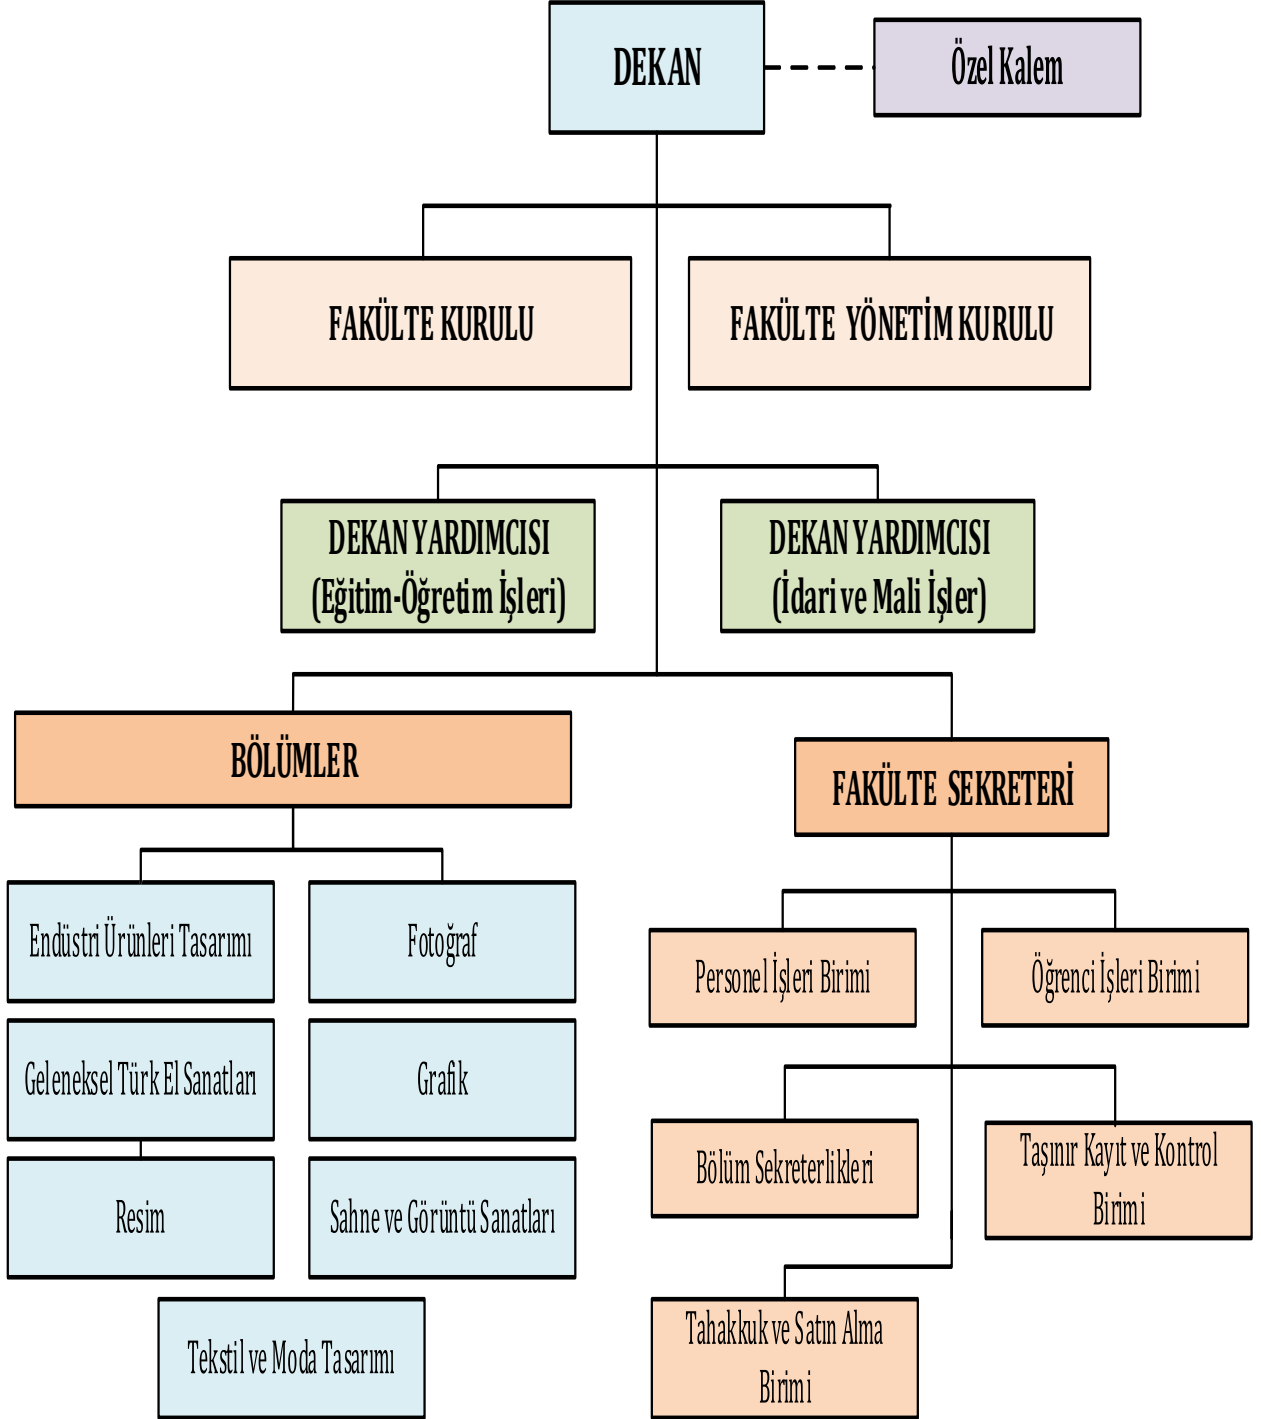 DEKAN
Özel Kalem
FAKÜLTE KURULU
FAKÜLTE YÖNETİM KURULU
DEKAN YARDIMCISI
(Eğitim-Öğretim İşleri)
DEKAN YARDIMCISI
(İdari ve Mali İşler)
BÖLÜMLER
FAKÜLTE SEKRETERİ
Endüstri Ürünleri Tasarımı
Fotoğraf
Geleneksel Türk El Sanatları
Grafik
Resim
Sahne ve Görüntü Sanatları
Tekstil ve Moda Tasarımı
Personel İşleri Birimi
Öğrenci İşleri Birimi
Bölüm Sekreterlikleri
Taşınır Kayıt ve Kontrol
Birimi
Tahakkuk ve Satın Alma
Birimi